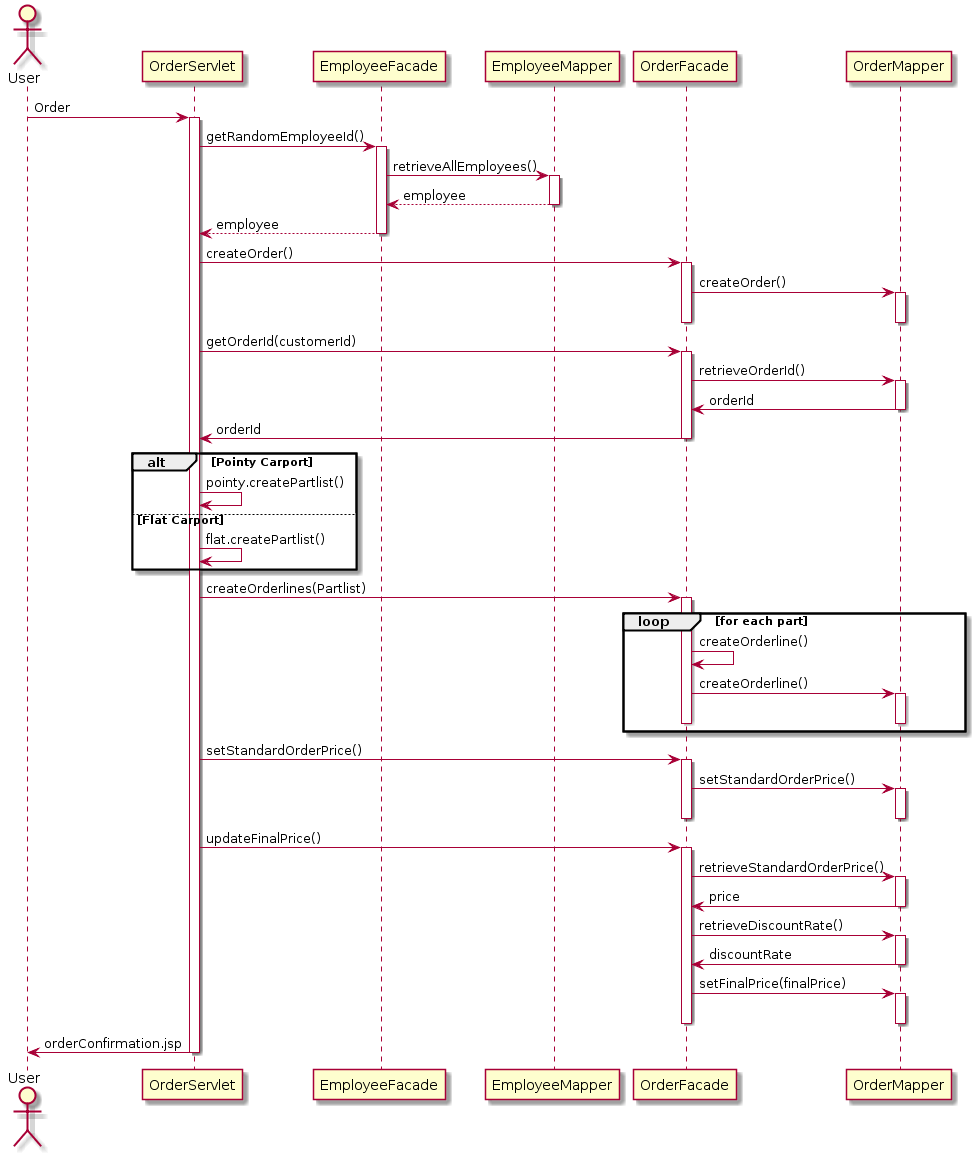 User
OrderServlet
EmployeeFacade
EmployeeMapper
OrderFacade
OrderMapper
Order
getRandomEmployeeId()
retrieveAllEmployees()
employee
employee
createOrder()
createOrder()
getOrderId(customerId)
retrieveOrderId()
orderId
orderId
alt
[Pointy Carport]
pointy.createPartlist()
[Flat Carport]
flat.createPartlist()
createOrderlines(Partlist)
loop
[for each part]
createOrderline()
createOrderline()
setStandardOrderPrice()
setStandardOrderPrice()
updateFinalPrice()
retrieveStandardOrderPrice()
price
retrieveDiscountRate()
discountRate
setFinalPrice(finalPrice)
orderConfirmation.jsp
User
OrderServlet
EmployeeFacade
EmployeeMapper
OrderFacade
OrderMapper